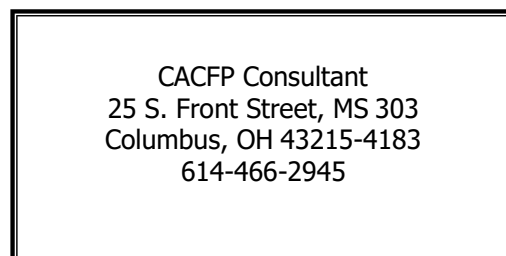 CACFP Consultant
25 S. Front Street, MS 303
Columbus, OH 43215-4183
614-466-2945